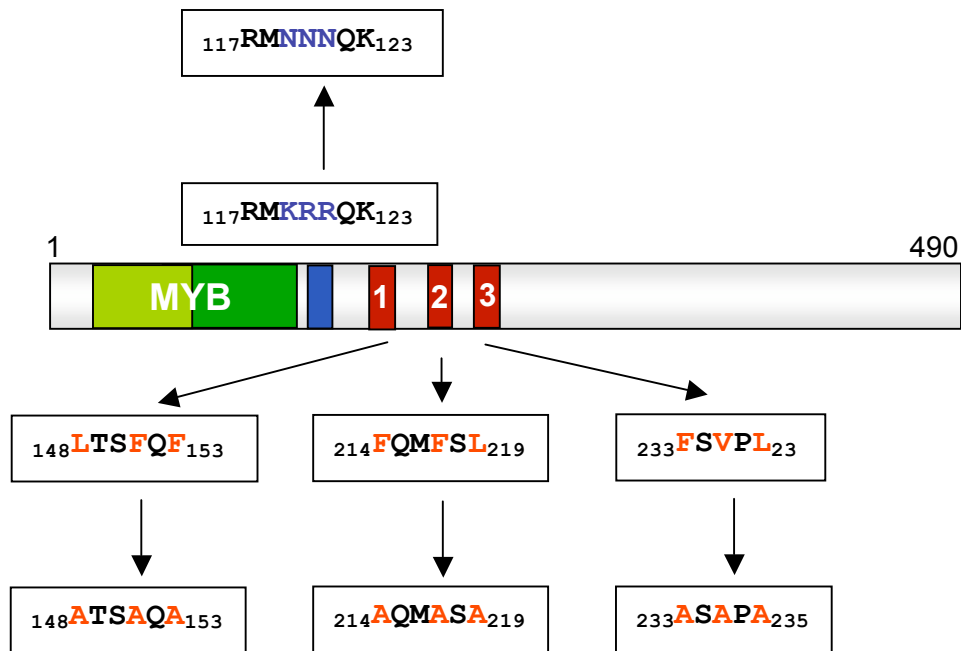 117RMNNNQK123
117RMKRRQK123
1 490
MYB 1 2 3
148LTSFQF153 214FQMFSL219 233FSVPL23
148ATSAQA153 214AQMASA219 233ASAPA235